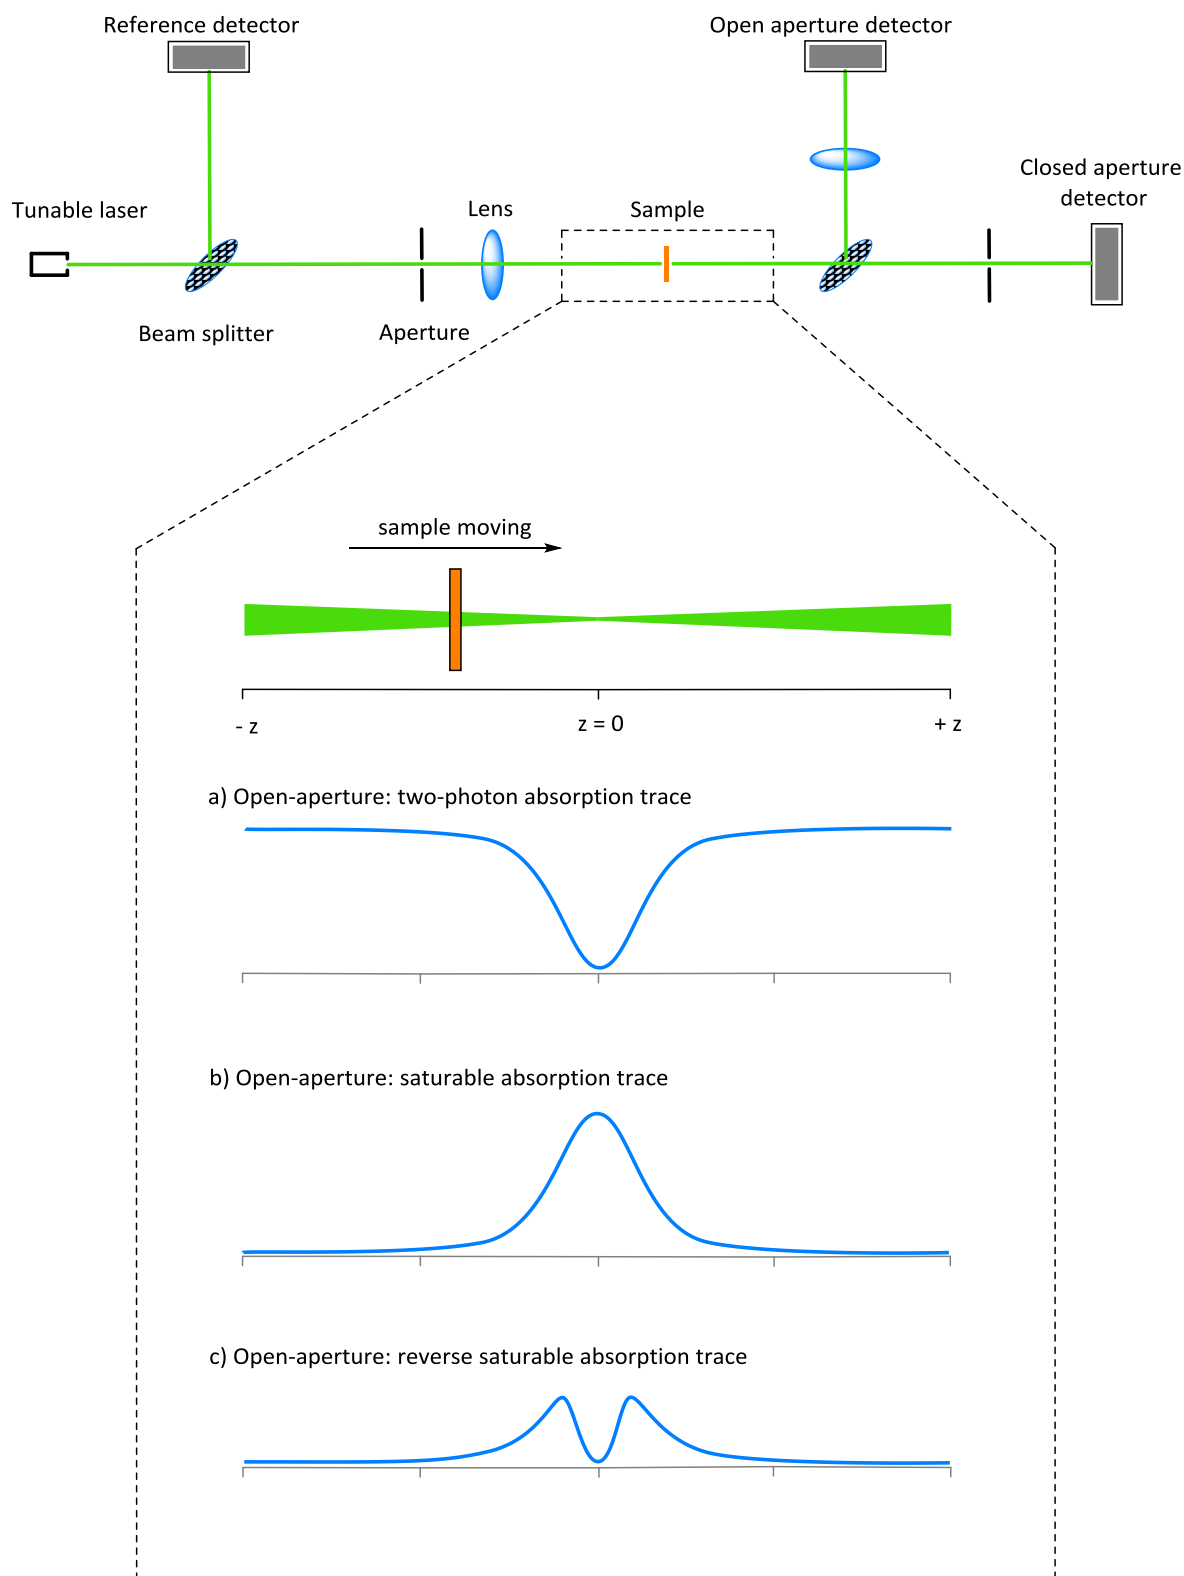 Reference detector
Open aperture detector
Closed aperture
detector
Tunable laser
Lens
Sample
Beam splitter
Aperture
sample moving
- z
z = 0
+ z
a) Open-aperture: two-photon absorption trace
b) Open-aperture: saturable absorption trace
c) Open-aperture: reverse saturable absorption trace